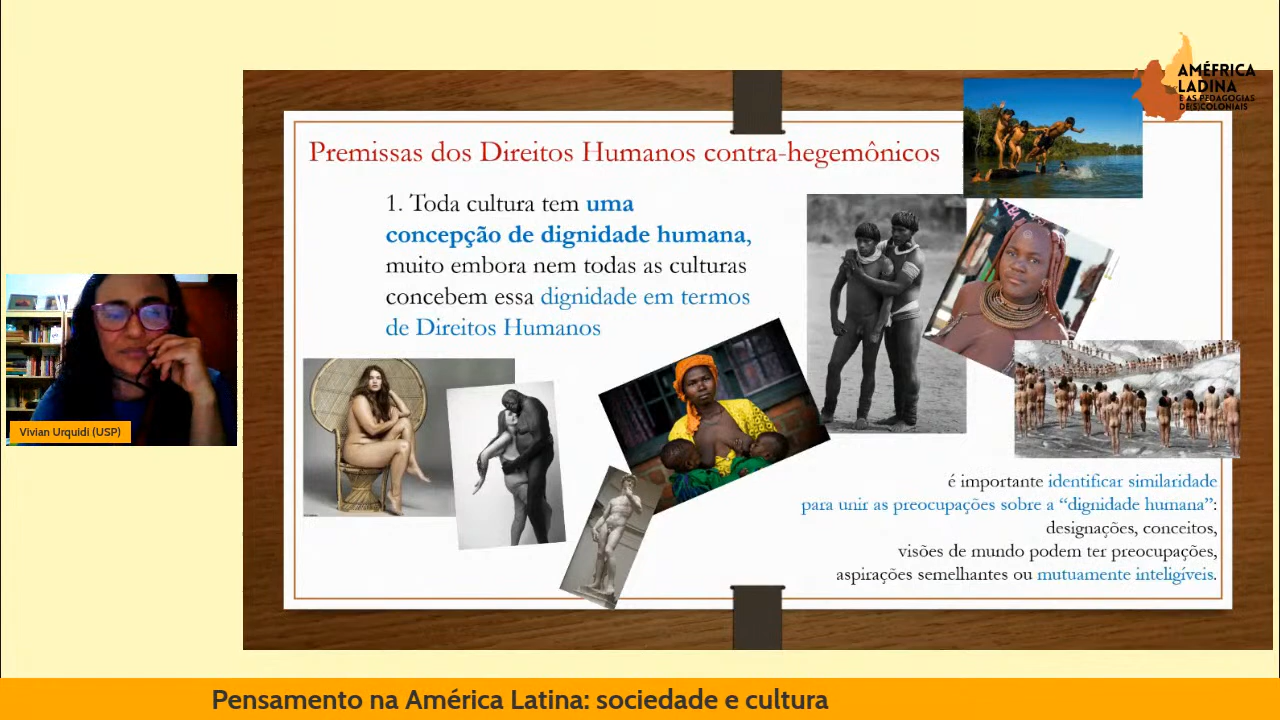 AMÉFRICA
LADINA
E AS PEDAGOGIAS
DE(S)COLONIAIS
Premissas dos Direitos Humanos contra-hegemônicos
1. Toda cultura tem uma
concepção de dignidade humana,
muito embora nem todas as culturas
concebem essa dignidade em termos
de Direitos Humanos
Vivian Urquidi (USP)
é importante identificar similaridade
para unir as preocupações sobre a “dignidade humana”:
designações, conceitos,
visões de mundo podem ter preocupações,
aspirações semelhantes ou mutuamente inteligíveis.
Pensamento na América Latina: sociedade e cultura